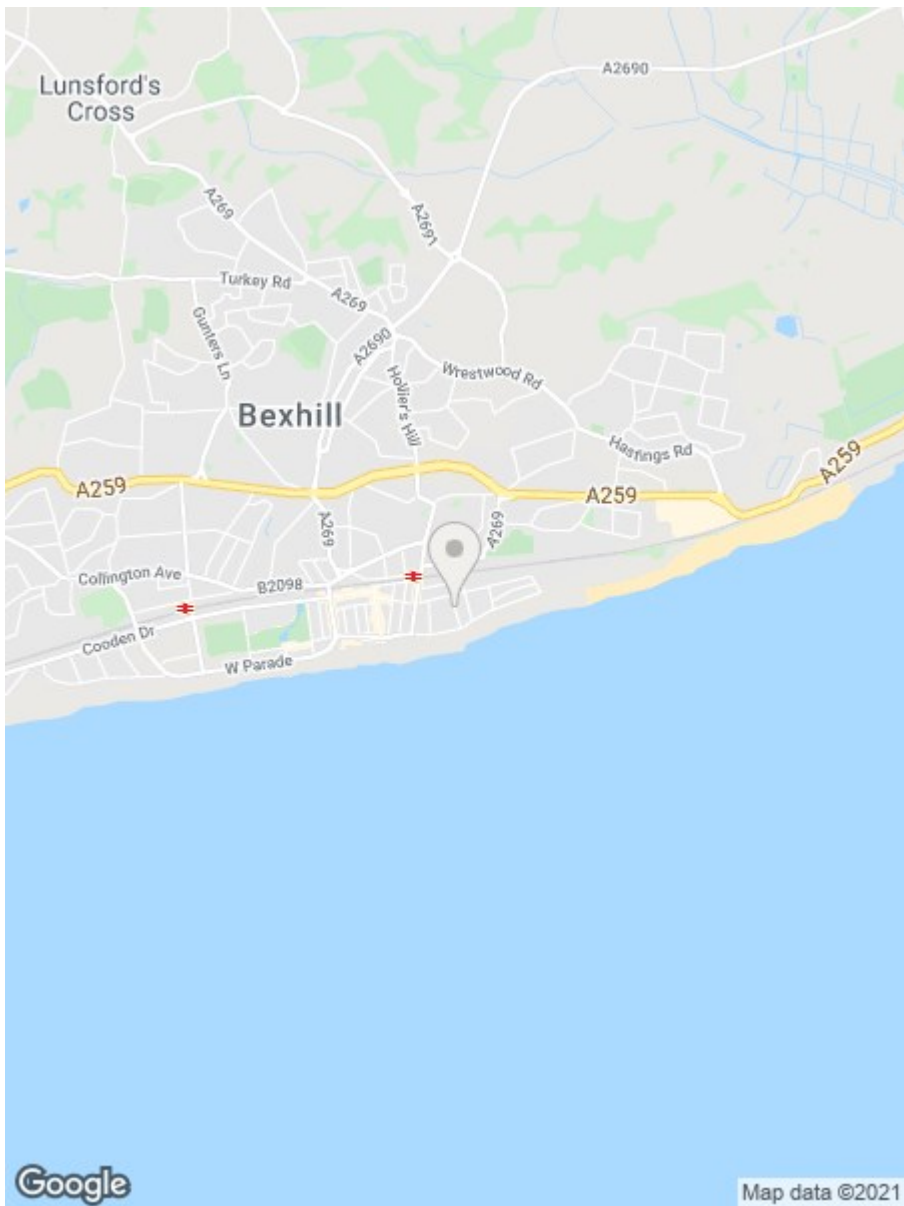 Lunsford's
Cross
A2690
A269
A2691
Turkey Rd
A269
Gunters Ln
A2690
Hollier's Hill
Wrestwood Rd
Bexhill
Hastings Rd
A259
A259
A259
A269
A269
Collington Ave
B2098
Cooden Dr
W Parade
Google
Map data ©2021